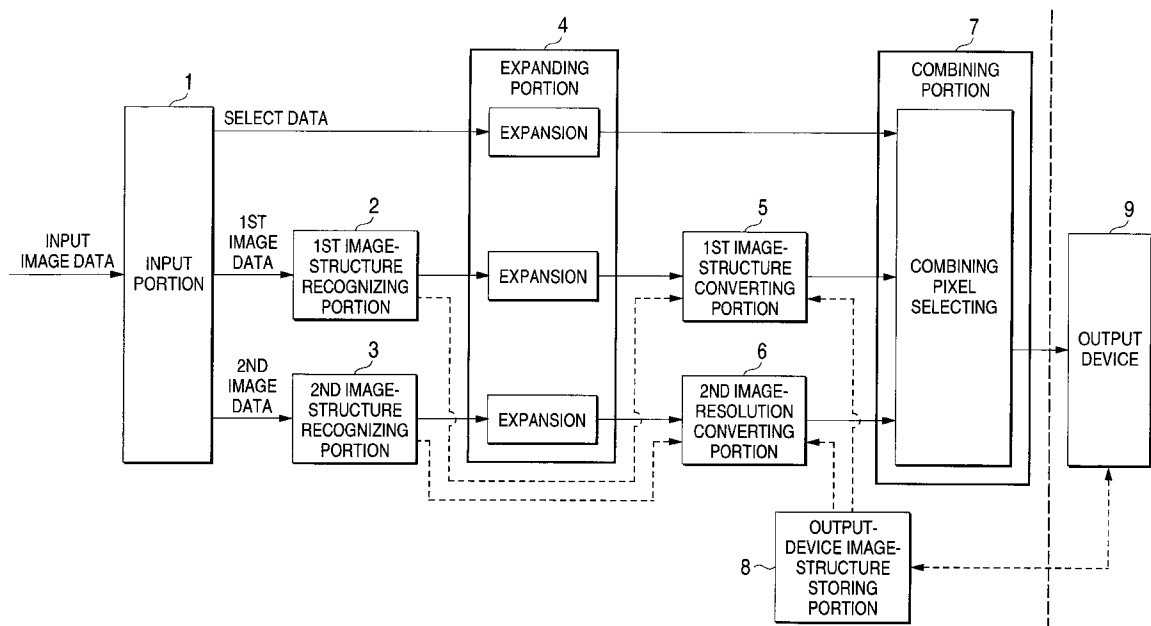 4
EXPANDING
PORTION
7
COMBINING
PORTION
1
SELECT DATA
EXPANSION
INPUT
IMAGE DATA
INPUT
PORTION
1ST
IMAGE
DATA
2
1ST IMAGE-
STRUCTURE
RECOGNIZING
PORTION
EXPANSION
5
1ST IMAGE-
STRUCTURE
CONVERTING
PORTION
COMBINING
PIXEL
SELECTING
9
OUTPUT
DEVICE
2ND
IMAGE
DATA
3
2ND IMAGE-
STRUCTURE
RECOGNIZING
PORTION
EXPANSION
6
2ND IMAGE-
RESOLUTION
CONVERTING
PORTION
8
OUTPUT-
DEVICE IMAGE-
STRUCTURE
STORING
PORTION